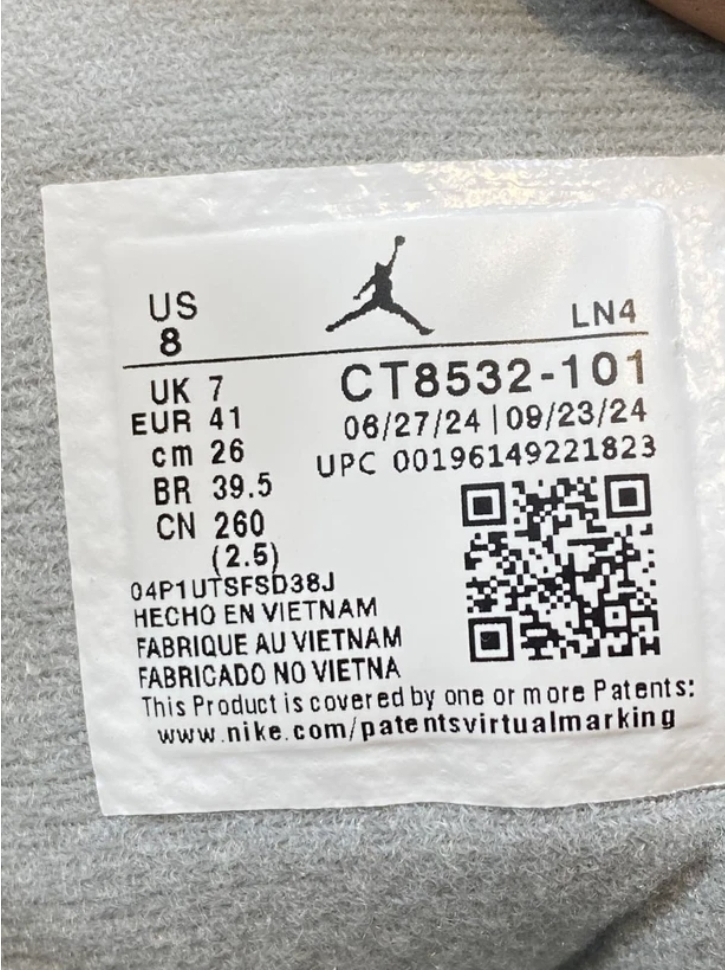 US
8
LN4
UK 7
EUR 41
cm 26
BR 39.5
CN 260
(2.5)
CT8532-101
06/27/24 | 09/23/24
UPC 00196149221823
04P1UTSFSD38J
HECHO EN VIETNAM
FABRIQUE AU VIETNAM
FABRICADO NO VIETNA
This Product is covered by one or more Patents:
www.nike.com/patentsvirtualmarking